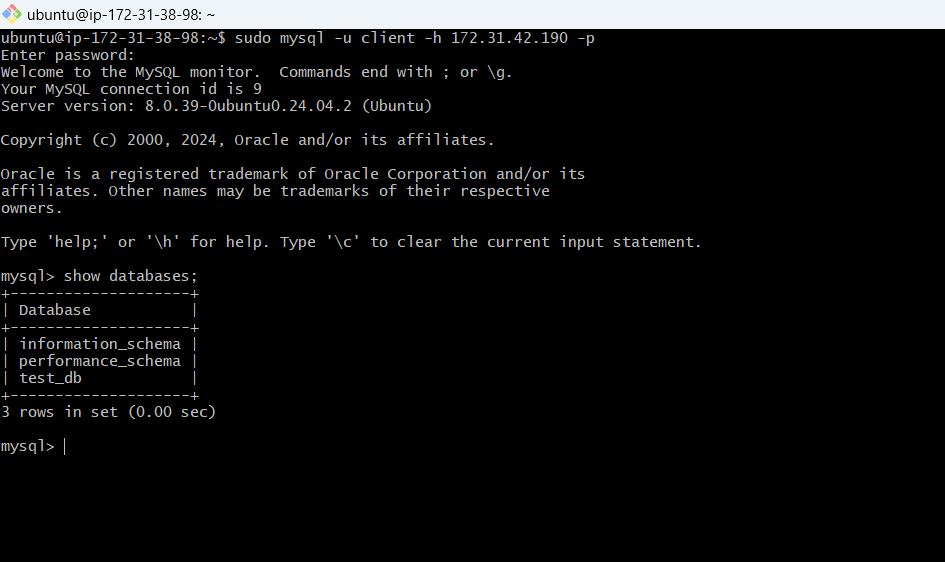 ubuntu@ip-172-31-38-98: ~
ubuntu@ip-172-31-38-98:~$ sudo mysql -u client -h 172.31.42.190 -p
Enter password:
Welcome to the MySQL monitor.  Commands end with ; or \g.
Your MySQL connection id is 9
Server version: 8.0.39-0ubuntu0.24.04.2 (Ubuntu)

Copyright (c) 2000, 2024, Oracle and/or its affiliates.

Oracle is a registered trademark of Oracle Corporation and/or its
affiliates. Other names may be trademarks of their respective
owners.

Type 'help;' or '\h' for help. Type '\c' to clear the current input statement.

mysql> show databases;
+--------------------+
| Database           |
+--------------------+
| information_schema |
| performance_schema |
| test_db            |
+--------------------+
3 rows in set (0.00 sec)

mysql>